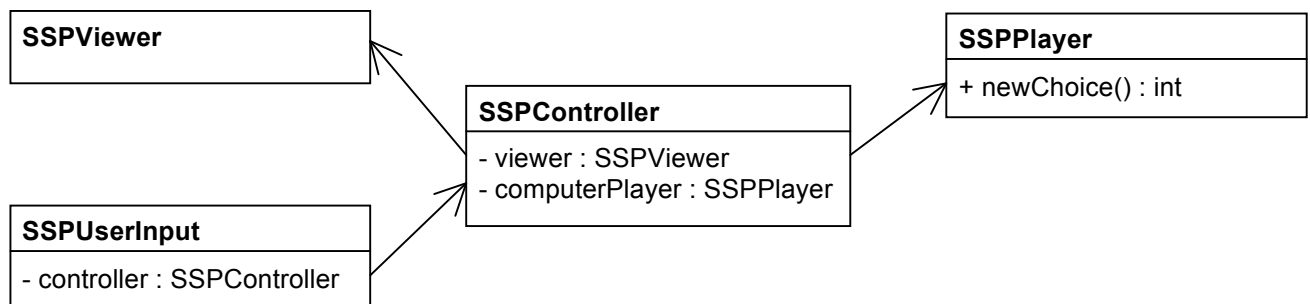 SSPViewer
SSPPlayer
+ newChoice() : int
SSPController
- viewer : SSPViewer
- computerPlayer : SSPPlayer
SSPUserInput
- controller : SSPController